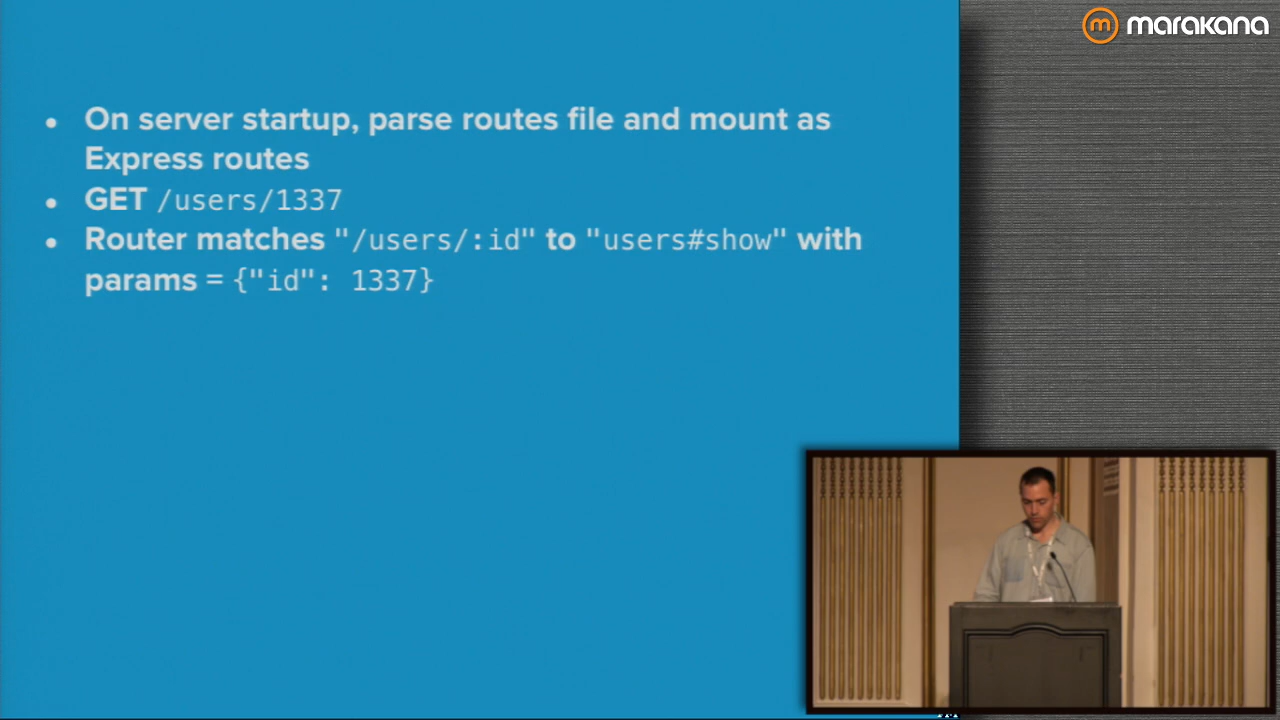 marakana
• On server startup, parse routes file and mount as
Express routes
• GET /users/1337
• Router matches "/users/:id" to "users#show" with
params = {"id": 1337}